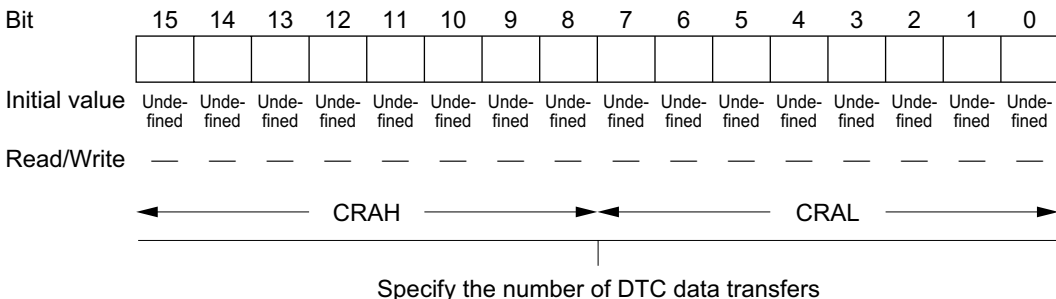 Bit 15 14 13 12 11 10 9 8 7 6 5 4 3 2 1 0
Initial value Unde- Unde- Unde- Unde- Unde- Unde- Unde- Unde- Unde- Unde- Unde- Unde- Unde- Unde- Unde- Unde-
fined fined fined fined fined fined fined fined fined fined fined fined fined fined fined fined
Read/Write — — — — — — — — — — — — — — — —
CRAH CRAL
Specify the number of DTC data transfers